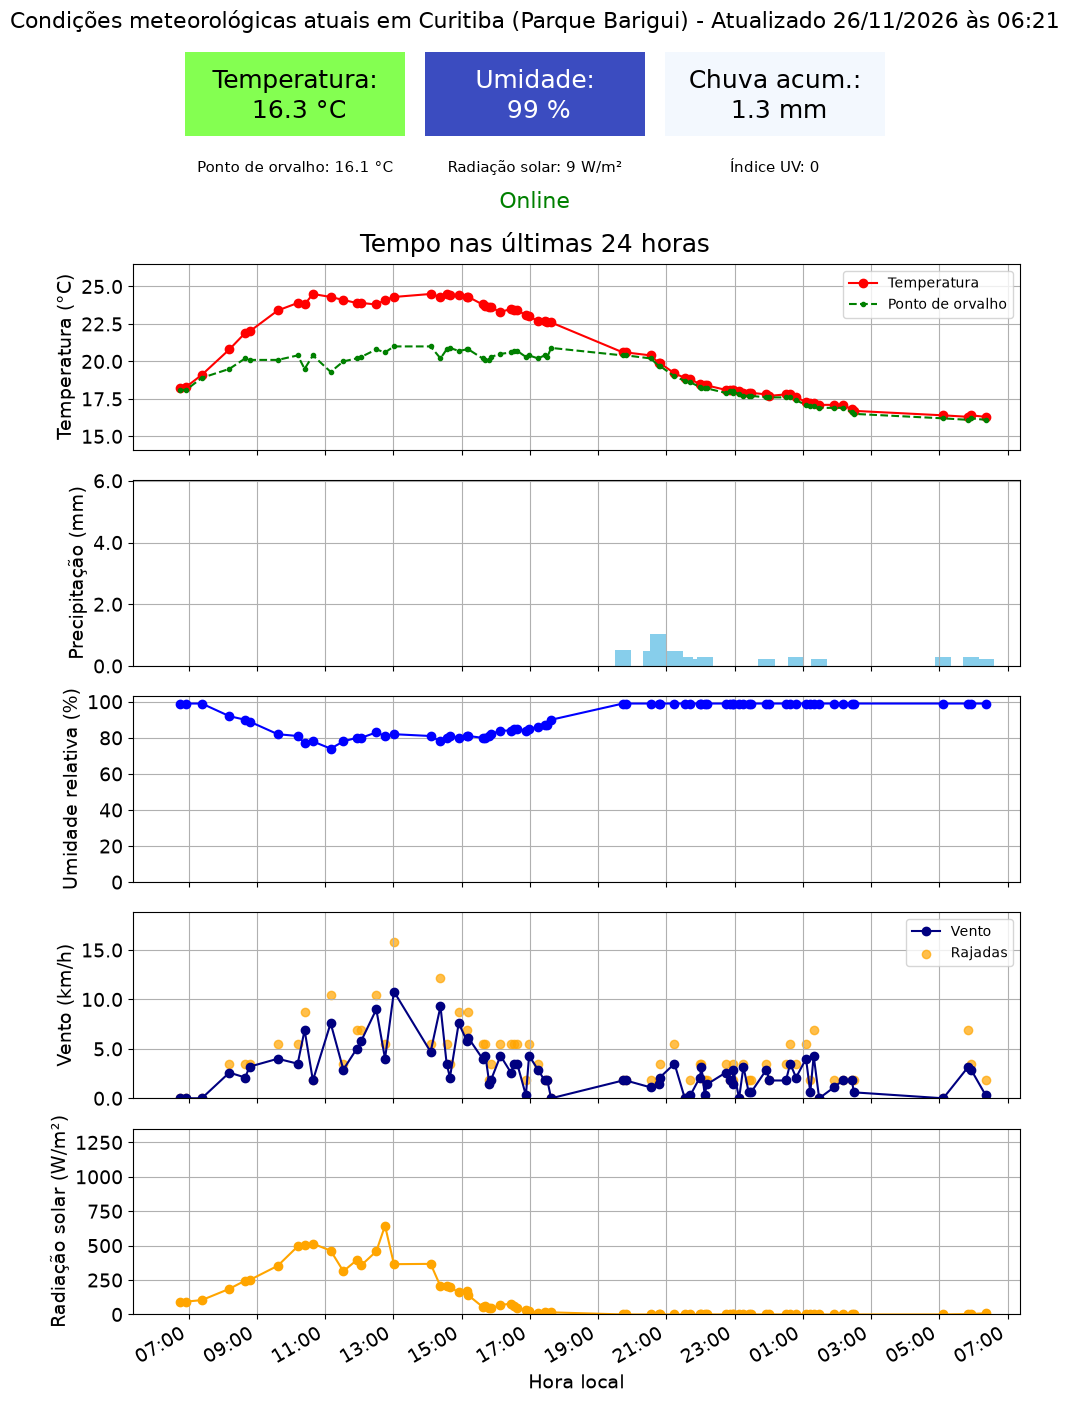 Condições meteorológicas atuais em Curitiba (Parque Barigui) - Atualizado 26/11/2026 às 06:21
Temperatura:
16.3 °C
Umidade:
99 %
Chuva acum.:
1.3 mm
Ponto de orvalho: 16.1 °C
Radiação solar: 9 W/m²
Índice UV: 0
Online
Tempo nas últimas 24 horas
Temperatura (°C)
25.0
22.5
20.0
17.5
15.0
Temperatura
Ponto de orvalho
Precipitação (mm)
6.0
4.0
2.0
0.0
Umidade relativa (%)
100
80
60
40
20
0
Vento (km/h)
15.0
10.0
5.0
0.0
Vento
Rajadas
Radiação solar (W/m²)
1250
1000
750
500
250
0
07:00
09:00
11:00
13:00
15:00
17:00
19:00
21:00
23:00
01:00
03:00
05:00
07:00
Hora local